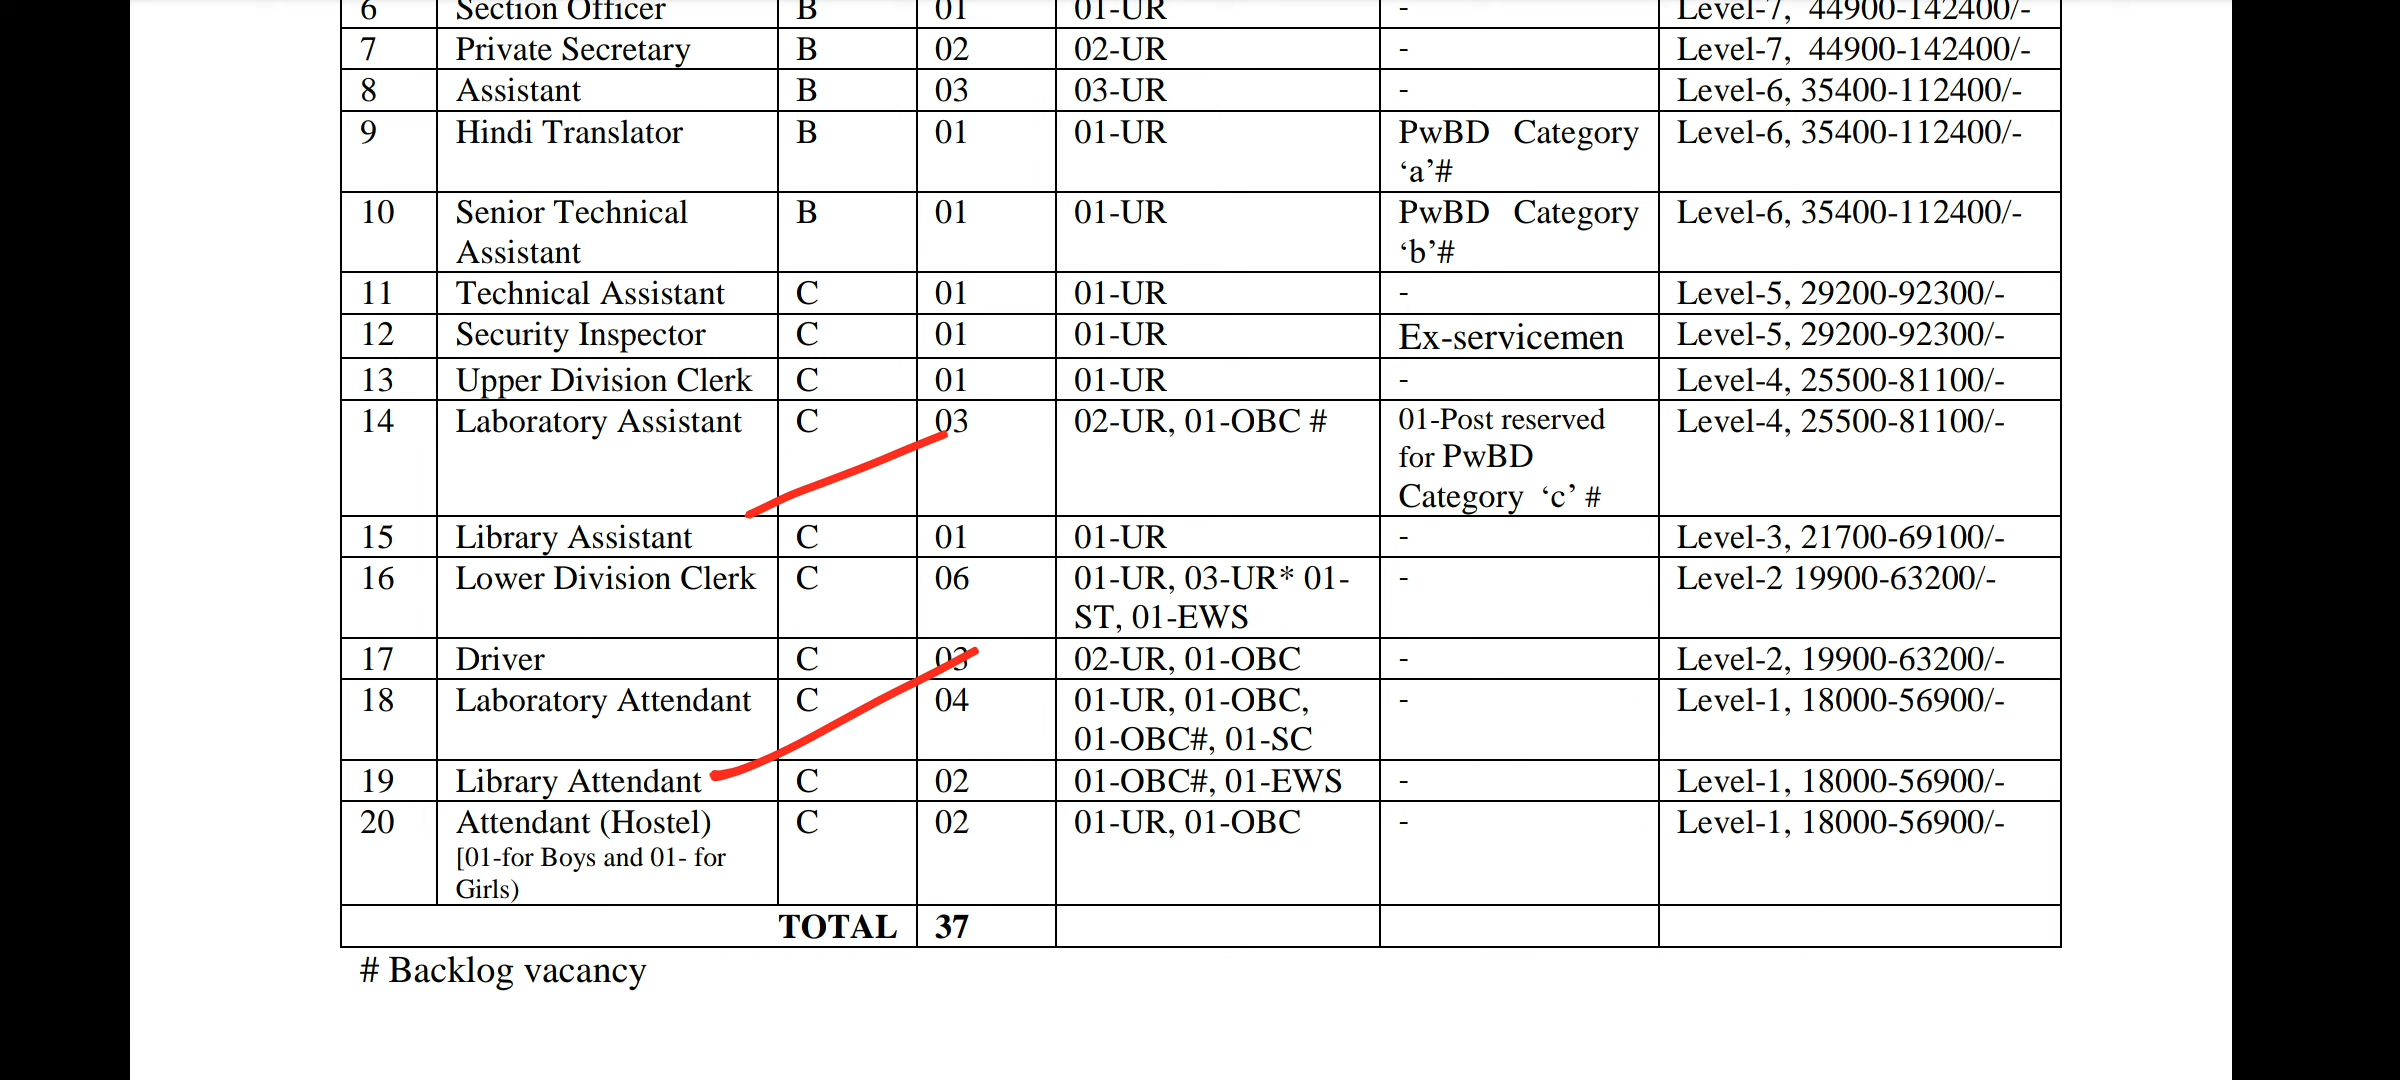 6 Section Officer B 01 01-UR - Level-7, 44900-142400/-
7 Private Secretary B 02 02-UR - Level-7, 44900-142400/-
8 Assistant B 03 03-UR - Level-6, 35400-112400/-
9 Hindi Translator B 01 01-UR PwBD Category Level-6, 35400-112400/-
‘a’#
10 Senior Technical B 01 01-UR PwBD Category Level-6, 35400-112400/-
Assistant ‘b’#
11 Technical Assistant C 01 01-UR - Level-5, 29200-92300/-
12 Security Inspector C 01 01-UR Ex-servicemen Level-5, 29200-92300/-
13 Upper Division Clerk C 01 01-UR - Level-4, 25500-81100/-
14 Laboratory Assistant C 03 02-UR, 01-OBC # 01-Post reserved Level-4, 25500-81100/-
for PwBD
Category ‘c’ #
15 Library Assistant C 01 01-UR - Level-3, 21700-69100/-
16 Lower Division Clerk C 06 01-UR, 03-UR* 01- - Level-2 19900-63200/-
ST, 01-EWS
17 Driver C 03 02-UR, 01-OBC - Level-2, 19900-63200/-
18 Laboratory Attendant C 04 01-UR, 01-OBC, - Level-1, 18000-56900/-
01-OBC#, 01-SC
19 Library Attendant C 02 01-OBC#, 01-EWS - Level-1, 18000-56900/-
20 Attendant (Hostel) C 02 01-UR, 01-OBC - Level-1, 18000-56900/-
[01-for Boys and 01- for
Girls)
TOTAL 37
# Backlog vacancy